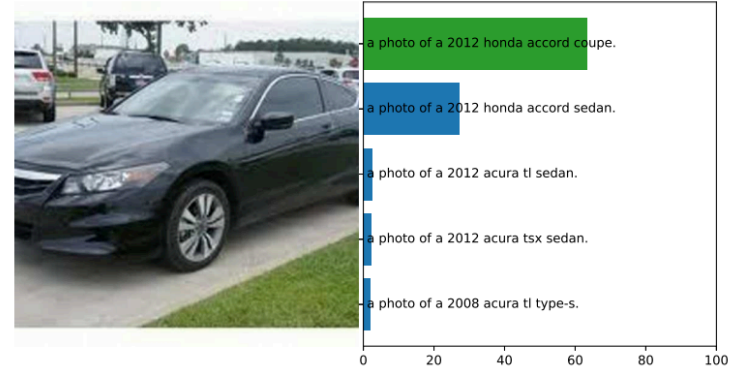 a photo of a 2012 honda accord coupe.
a photo of a 2012 honda accord sedan.
a photo of a 2012 acura tl sedan.
a photo of a 2012 acura tsx sedan.
a photo of a 2008 acura tl type-s.
0 20 40 60 80 100